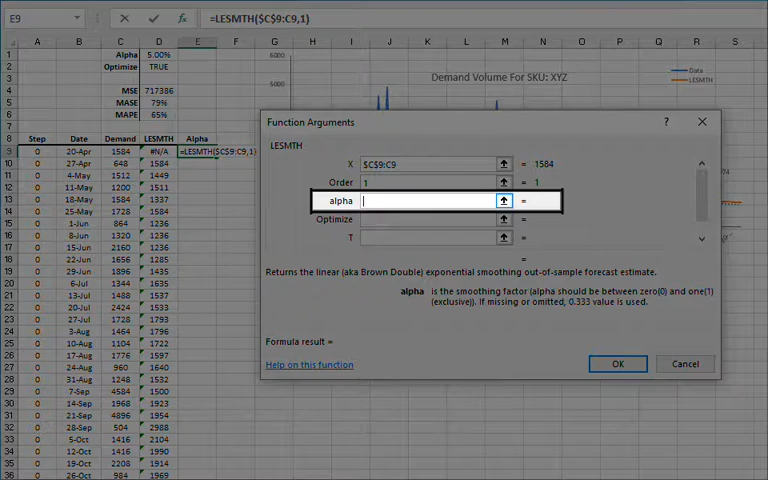 E9
=LESMTH($C$9:C9,1)
A B C D E F G H I J K L M N O P Q R S
1 Alpha 5.00%
2 Optimize TRUE
3
4 MSE 717386
5 MASE 79%
6 MAPE 65%
7
8 Step Date Demand LESMTH Alpha
9 0 20-Apr 1584 #N/A =LESMTH($C$9:C9,1)
10 0 27-Apr 648 1584
11 0 4-May 1512 1449
12 0 11-May 1200 1511
13 0 18-May 1584 1337
14 0 25-May 1728 1584
15 0 1-Jun 864 1236
16 0 8-Jun 1320 1236
17 0 15-Jun 2160 1236
18 0 22-Jun 1656 1285
19 0 29-Jun 1896 1435
20 0 6-Jul 1344 1635
21 0 13-Jul 1488 1537
22 0 20-Jul 2424 1533
23 0 27-Jul 1728 1793
24 0 3-Aug 1464 1796
25 0 10-Aug 1104 1722
26 0 17-Aug 1776 1597
27 0 24-Aug 960 1640
28 0 31-Aug 1248 1532
29 0 7-Sep 4584 1500
30 0 14-Sep 1968 1923
31 0 21-Sep 4896 1954
32 0 28-Sep 504 2988
33 0 5-Oct 1416 2104
34 0 12-Oct 1416 1990
35 0 19-Oct 2208 1914
36 0 26-Oct 984 1969
6000
5000
Demand Volume For SKU: XYZ
Data
LESMTH
Function Arguments
LESMTH
X $C$9:C9 = 1584
Order 1 = 1
alpha =
Optimize =
T =
=
Returns the linear (aka Brown Double) exponential smoothing out-of-sample forecast estimate.
alpha is the smoothing factor (alpha should be between zero(0) and one(1)
(exclusive)). If missing or omitted, 0.333 value is used.
Formula result =
Help on this function
OK
Cancel